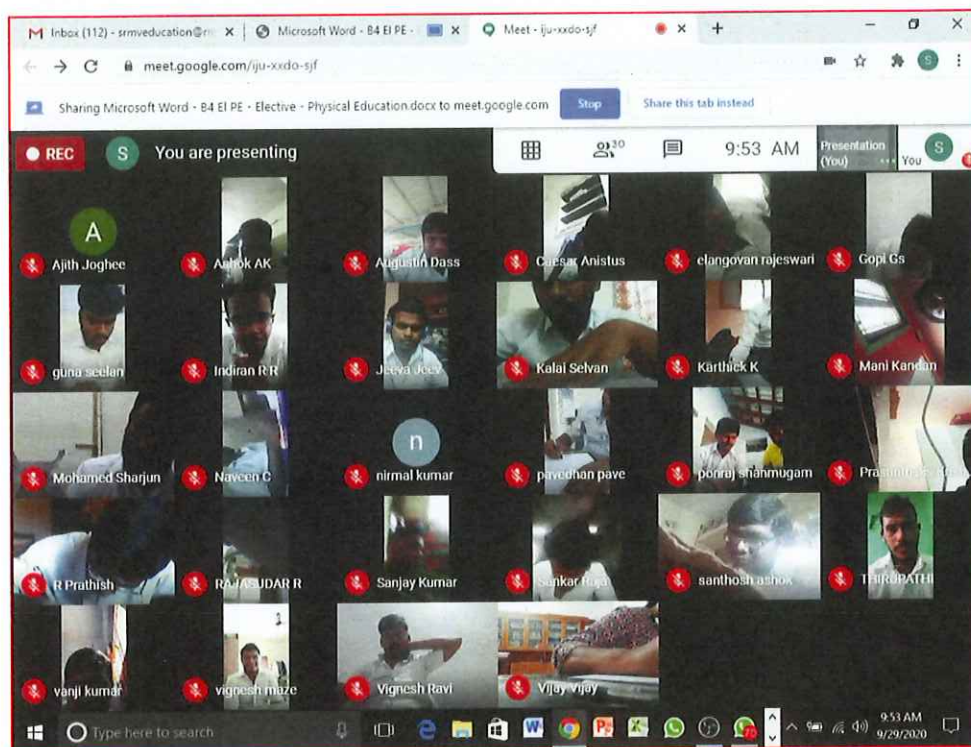 Inbox (112) - srmveducation@r
Microsoft Word - B4 EI PE -
Meet - iju-xxdo-sjf
meet.google.com/iju-xxdo-sjf
S
Sharing Microsoft Word - B4 EI PE - Elective - Physical Education.docx to meet.google.com
Stop
Share this tab instead
REC
S
You are presenting
30
9:53 AM
Presentation
(You)
You
S
A
Ajith Joghee
Ashok AK
Augustin Dass
Caesar Anistus
elangovan rajeswari
Gopi Gs
guna seelan
Indiran R R
Jeeva Jeev
Kalai Selvan
Karthick K
Mani Kandan
n
Mohamed Sharjun
Naveen C
nirmal kumar
pavedhan pave
ponraj shanmugam
R Prathish
RAJASUDAR R
Sanjay Kumar
Sankar Raja
santhosh ashok
THIRUPATHI
vanji kumar
vignesh maze
Vignesh Ravi
Vijay Vijay
Type here to search
9:53 AM
9/29/2020